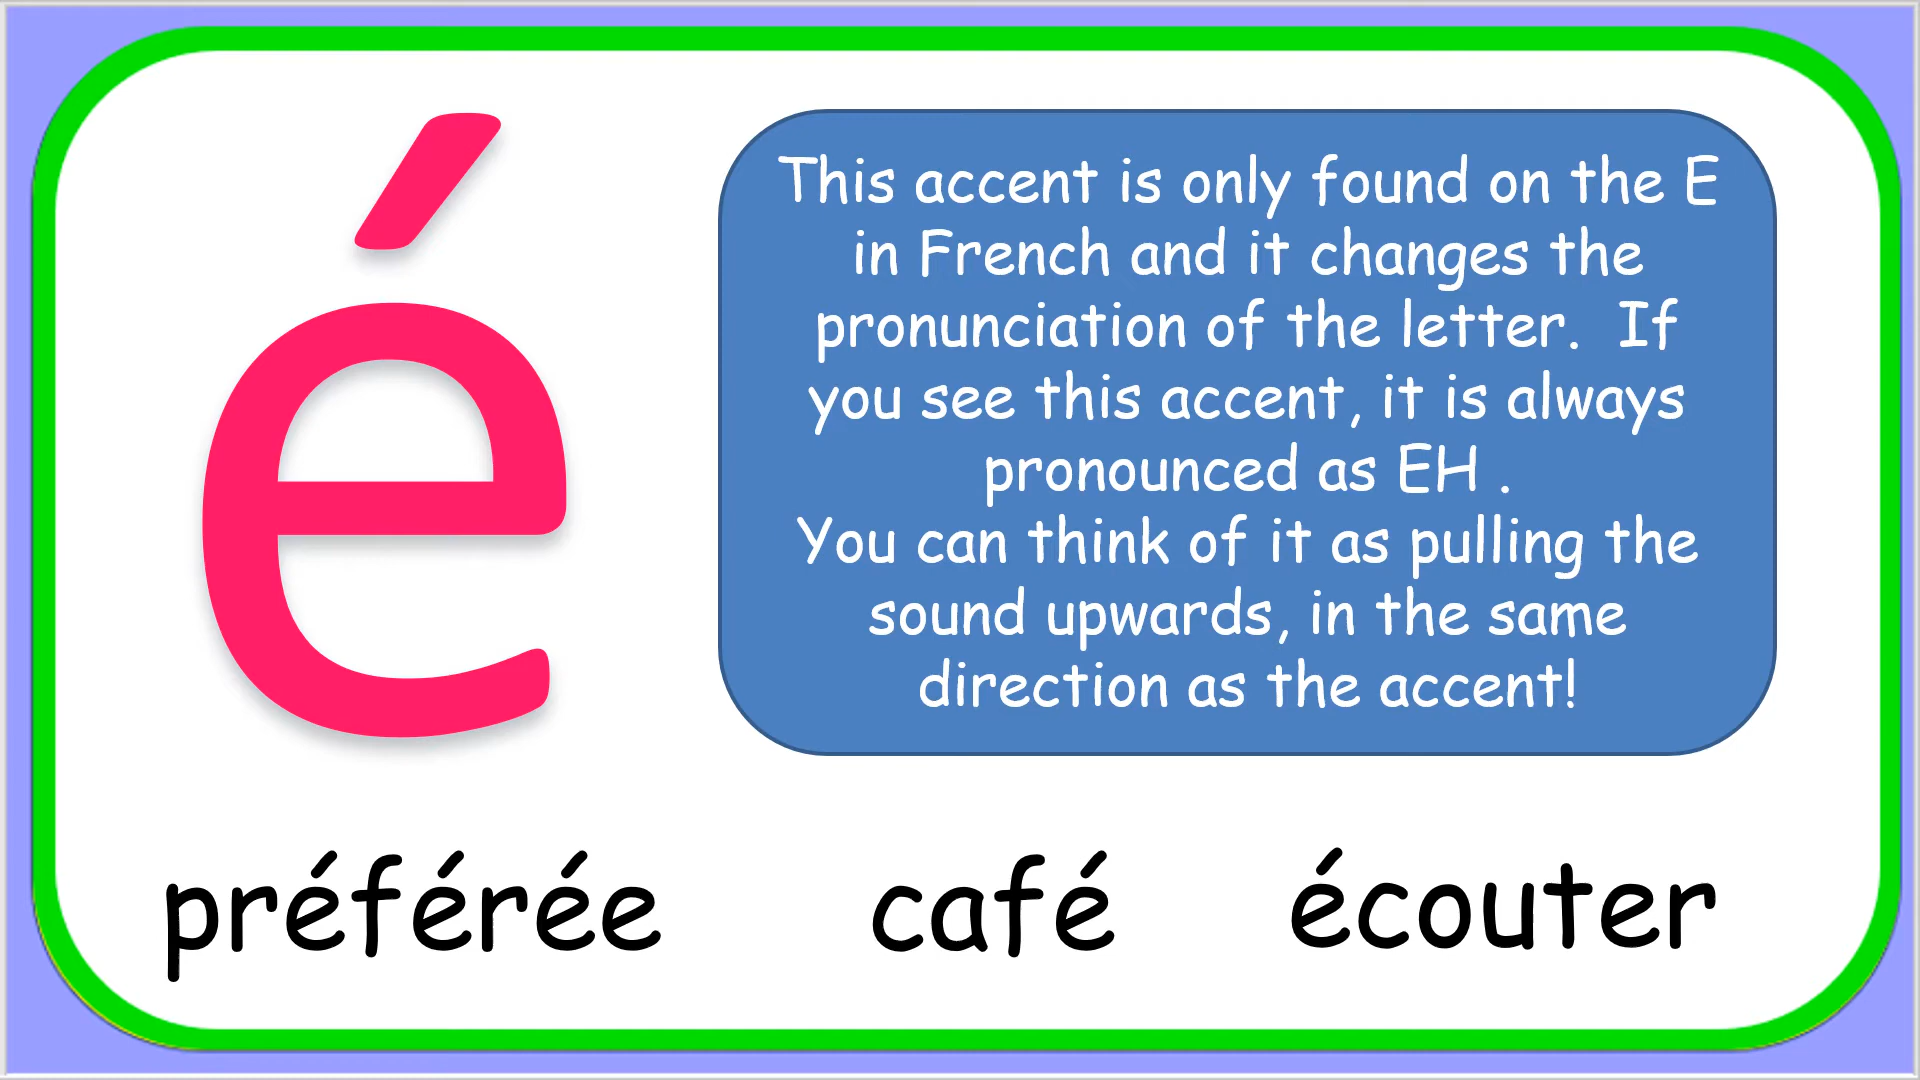 é
This accent is only found on the E
in French and it changes the
pronunciation of the letter.  If
you see this accent, it is always
pronounced as EH .
You can think of it as pulling the
sound upwards, in the same
direction as the accent!
préférée café écouter